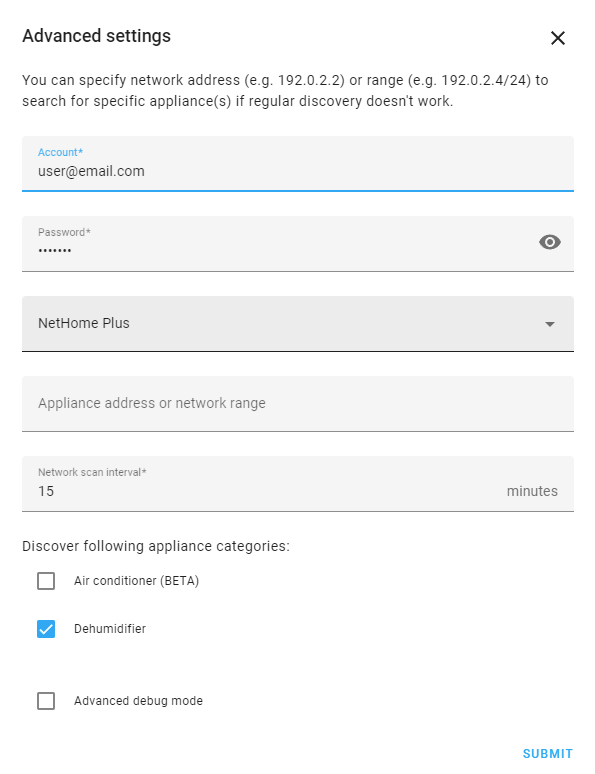 Advanced settings
You can specify network address (e.g. 192.0.2.2) or range (e.g. 192.0.2.4/24) to
search for specific appliance(s) if regular discovery doesn't work.
Account*
user@email.com
Password*
•••••••
NetHome Plus
Appliance address or network range
Network scan interval*
15 minutes
Discover following appliance categories:
Air conditioner (BETA)
Dehumidifier
Advanced debug mode
SUBMIT